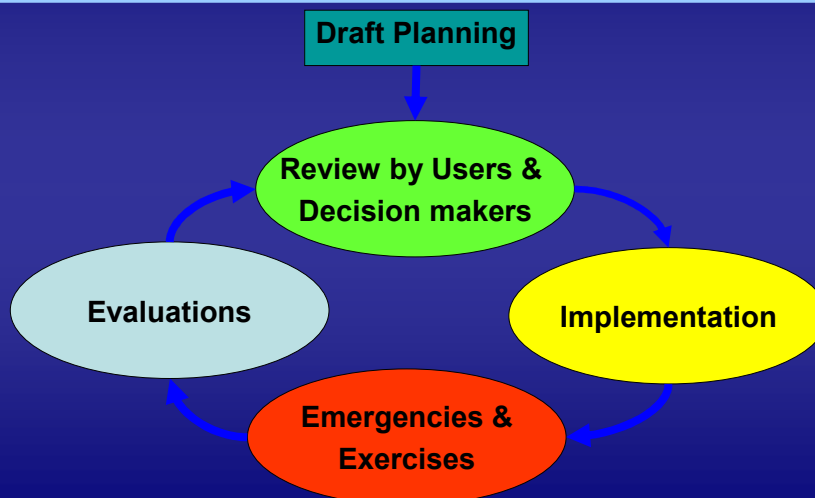 Draft Planning
Review by Users &
Decision makers
Evaluations
Implementation
Emergencies &
Exercises